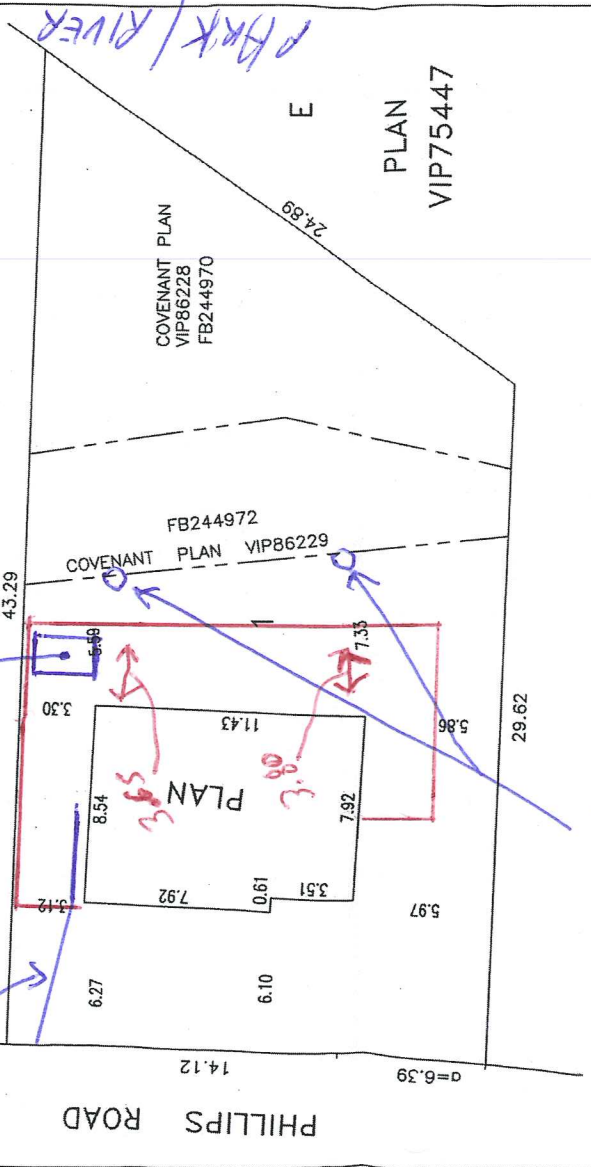 PARK / RIVER
E
PLAN
VIP75447
24.89
COVENANT PLAN
VIP86228
FB244970
FB244972
COVENANT PLAN VIP86229
43.29
1
5.59
7.33
3.30
11.43
5.86
29.62
3.65
3.80
PLAN
8.54
7.92
3.12
7.92
0.61
3.51
5.97
6.27
6.10
14.12
a=6.39
PHILLIPS ROAD